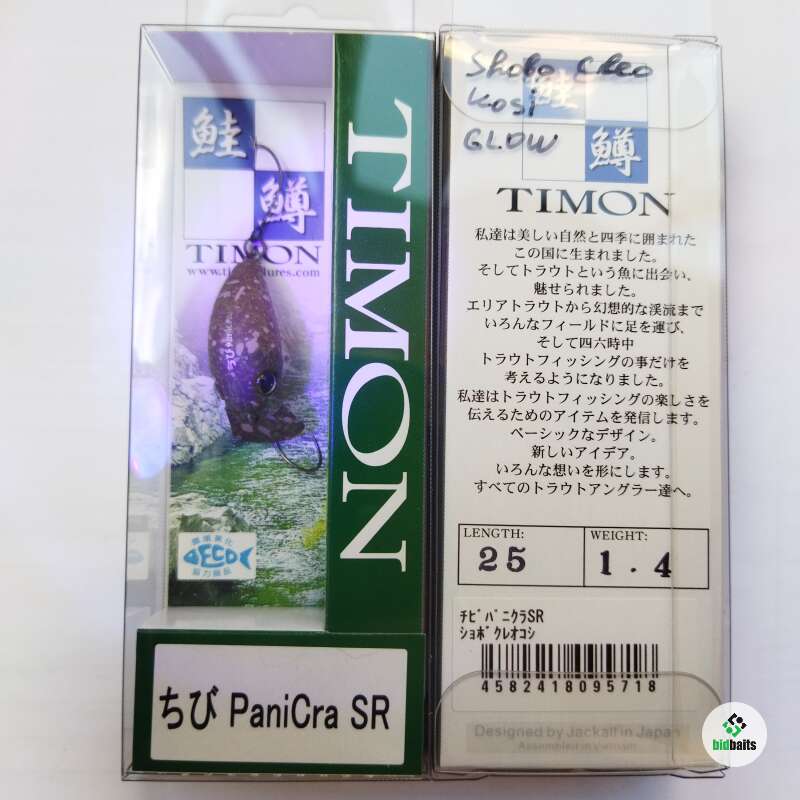 鮭
鱒
TIMON
ちび PaniCra
TIMON
ECO
ちび PaniCra SR
Shobo Cleo
Kosi
GLOW
鮭
鱒
TIMON
私達は美しい自然と四季に囲まれた
この国に生まれました。
そしてトラウトという魚に出会い、
魅せられました。
エリアトラウトから幻想的な渓流まで
いろんなフィールドに足を運び、
そして四六時中
トラウトフィッシングの事だけを
考えるようになりました。
私達はトラウトフィッシングの楽しさを
伝えるためのアイテムを発信します。
ベーシックなデザイン。
新しいアイデア。
いろんな想いを形にします。
すべてのトラウトアングラー達へ。
LENGTH:
25
WEIGHT:
1.4
ﾁﾋﾞﾊﾟﾆｸﾗSR
ｼｮﾎﾞｸﾚｵｺｼ
4582418095718
Designed by Jackall in Japan
Assembled in Vietnam
bidbaits